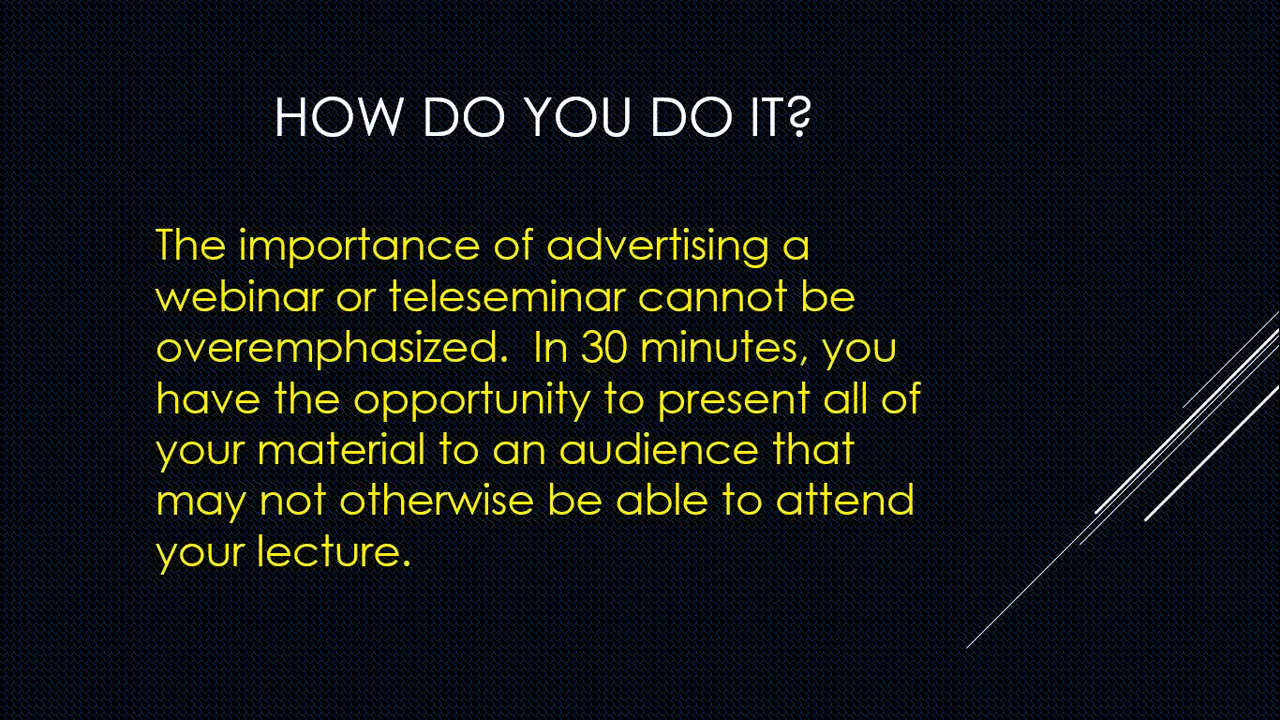 HOW DO YOU DO IT?
The importance of advertising a
webinar or teleseminar cannot be
overemphasized.  In 30 minutes, you
have the opportunity to present all of
your material to an audience that
may not otherwise be able to attend
your lecture.